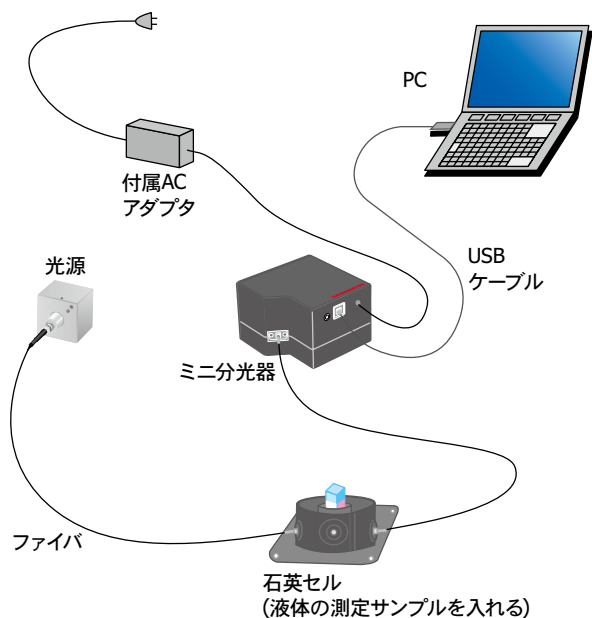 PC
付属AC
アダプタ
USB
ケーブル
光源
ミニ分光器
ファイバ
石英セル
(液体の測定サンプルを入れる)